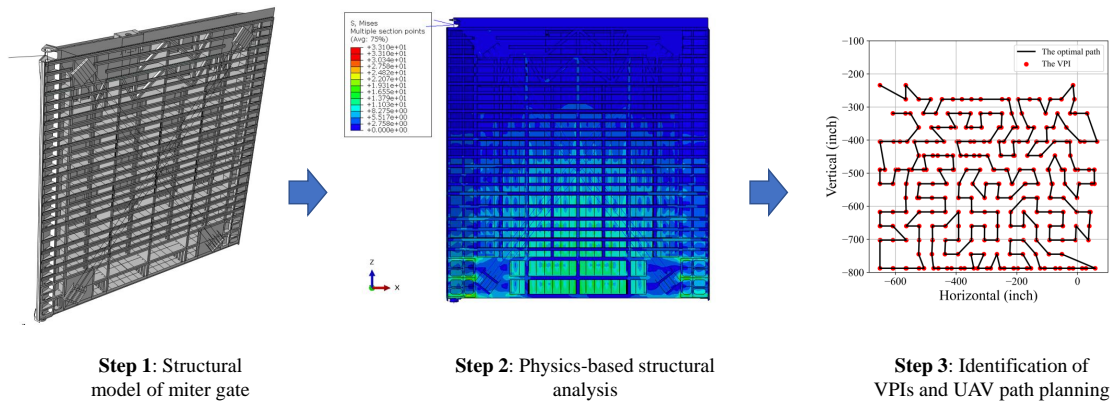 S, Mises
Multiple section points
(Avg: 75%)
+3.310e+01
+3.310e+01
+3.034e+01
+2.758e+01
+2.482e+01
+2.207e+01
+1.931e+01
+1.655e+01
+1.379e+01
+1.103e+01
+8.275e+00
+5.517e+00
+2.758e+00
+0.000e+00
Z
X
The optimal path
The VPI
−100
−200
−300
−400
−500
−600
−700
−800
Vertical (inch)
−600
−400
−200
0
Horizontal (inch)
Step 1: Structural
model of miter gate
Step 2: Physics-based structural
analysis
Step 3: Identification of
VPIs and UAV path planning